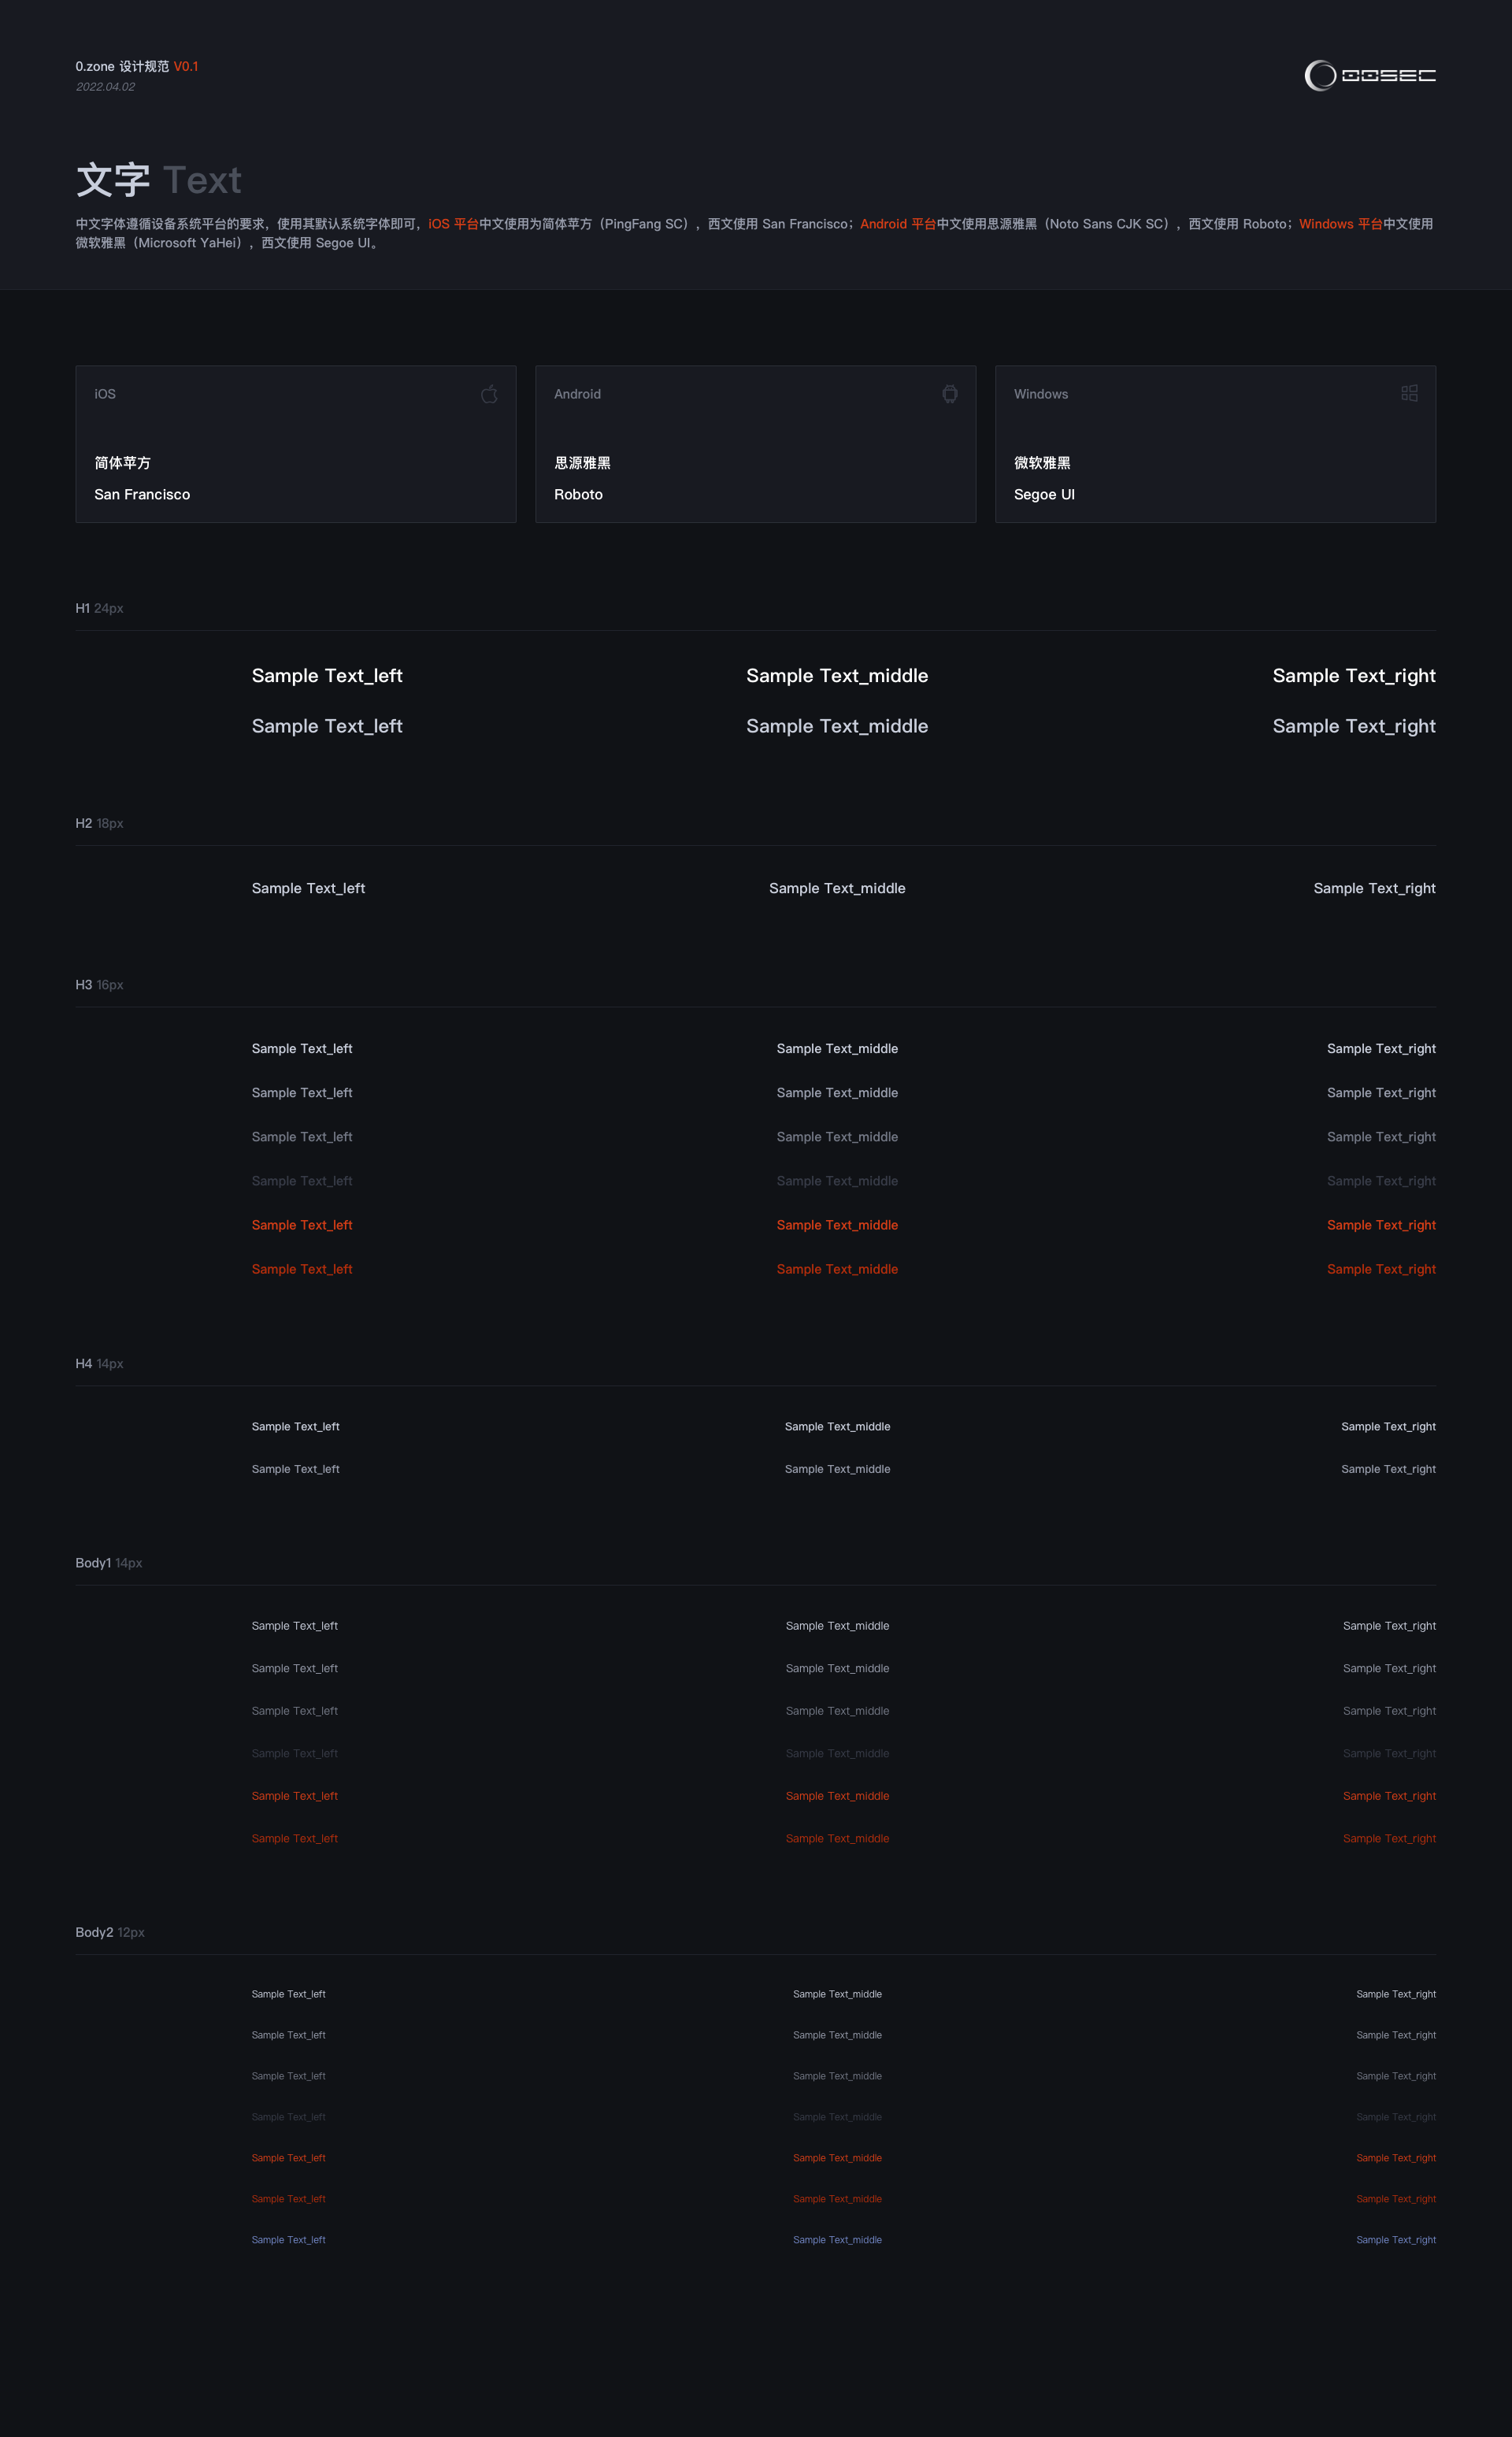 0.zone 设计规范 V0.1
2022.04.02
00SEC
文字 Text
中文字体遵循设备系统平台的要求，使用其默认系统字体即可，iOS 平台中文使用为简体苹方（PingFang SC），西文使用 San Francisco；Android 平台中文使用思源雅黑（Noto Sans CJK SC），西文使用 Roboto；Windows 平台中文使用
微软雅黑（Microsoft YaHei），西文使用 Segoe UI。
iOS
简体苹方
San Francisco
Android
思源雅黑
Roboto
Windows
微软雅黑
Segoe UI
H1 24px
Sample Text_left Sample Text_middle Sample Text_right
Sample Text_left Sample Text_middle Sample Text_right
H2 18px
Sample Text_left Sample Text_middle Sample Text_right
H3 16px
Sample Text_left Sample Text_middle Sample Text_right
Sample Text_left Sample Text_middle Sample Text_right
Sample Text_left Sample Text_middle Sample Text_right
Sample Text_left Sample Text_middle Sample Text_right
Sample Text_left Sample Text_middle Sample Text_right
Sample Text_left Sample Text_middle Sample Text_right
H4 14px
Sample Text_left Sample Text_middle Sample Text_right
Sample Text_left Sample Text_middle Sample Text_right
Body1 14px
Sample Text_left Sample Text_middle Sample Text_right
Sample Text_left Sample Text_middle Sample Text_right
Sample Text_left Sample Text_middle Sample Text_right
Sample Text_left Sample Text_middle Sample Text_right
Sample Text_left Sample Text_middle Sample Text_right
Sample Text_left Sample Text_middle Sample Text_right
Body2 12px
Sample Text_left Sample Text_middle Sample Text_right
Sample Text_left Sample Text_middle Sample Text_right
Sample Text_left Sample Text_middle Sample Text_right
Sample Text_left Sample Text_middle Sample Text_right
Sample Text_left Sample Text_middle Sample Text_right
Sample Text_left Sample Text_middle Sample Text_right
Sample Text_left Sample Text_middle Sample Text_right